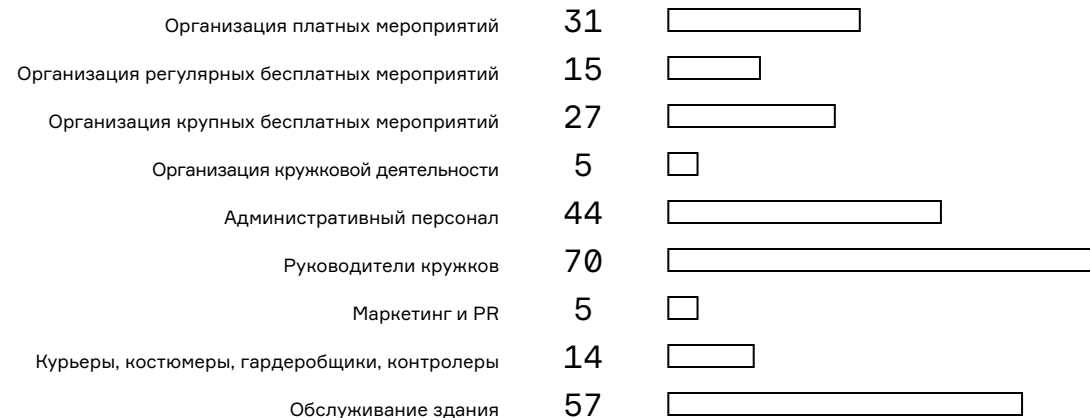 Организация платных мероприятий 31
Организация регулярных бесплатных мероприятий 15
Организация крупных бесплатных мероприятий 27
Организация кружковой деятельности 5
Административный персонал 44
Руководители кружков 70
Маркетинг и PR 5
Курьеры, костюмеры, гардеробщики, контролеры 14
Обслуживание здания 57